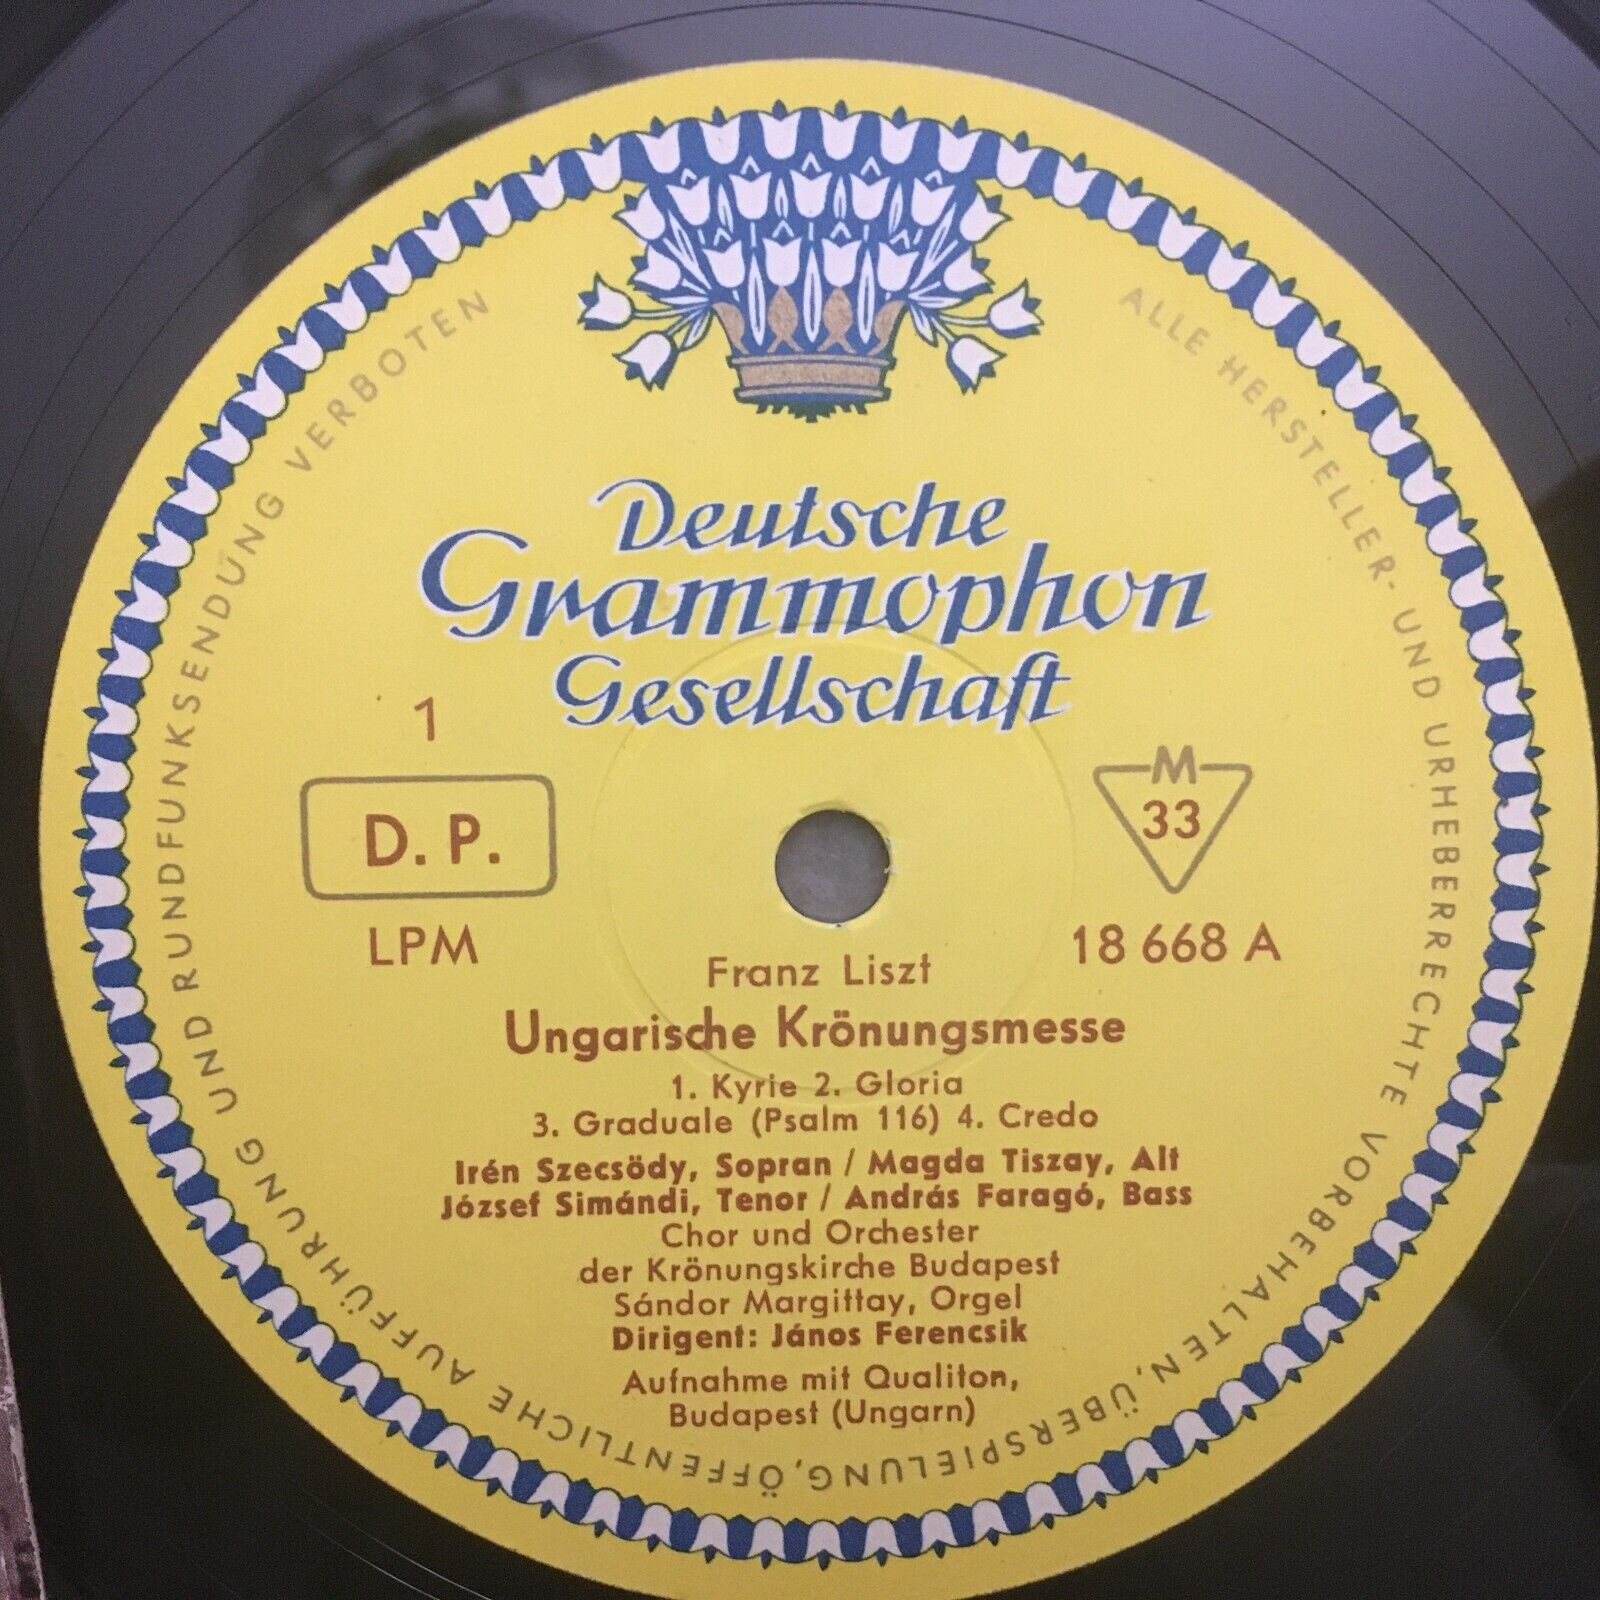 Deutsche
Grammophon
Gesellschaft
1
D. P.
LPM
M
33
18 668 A
Franz Liszt
Ungarische Krönungsmesse
1. Kyrie 2. Gloria
3. Graduale (Psalm 116) 4. Credo
Irén Szecsödy, Sopran / Magda Tiszay, Alt
József Simándi, Tenor / András Faragó, Bass
Chor und Orchester
der Krönungskirche Budapest
Sándor Margittay, Orgel
Dirigent: János Ferencsik
Aufnahme mit Qualiton,
Budapest (Ungarn)
ALLE HERSTELLER- UND URHEBERRECHTE VORBEHALTEN, ÜBERSPIELUNG, ÖFFENTLICHE AUFFÜHRUNG UND RUNDFUNKSENDUNG VERBOTEN